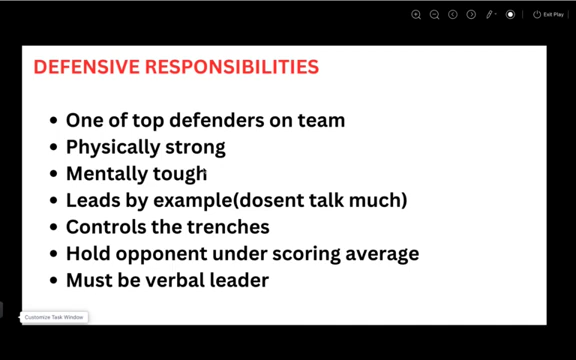 Exit Play
DEFENSIVE RESPONSIBILITIES
• One of top defenders on team
• Physically strong
• Mentally tough
• Leads by example(dosent talk much)
• Controls the trenches
• Hold opponent under scoring average
• Must be verbal leader
Customize Task Window